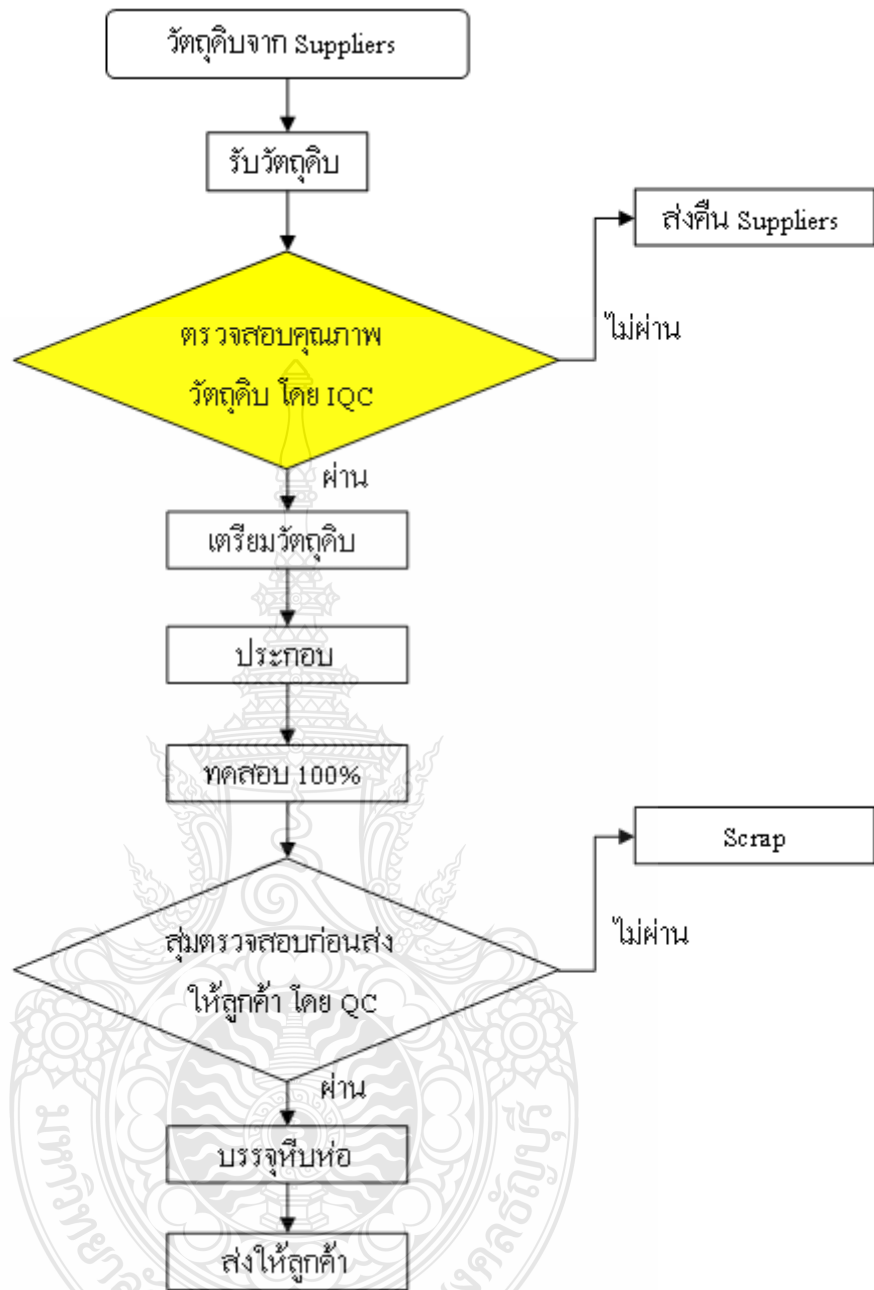 วัตถุดิบจาก Suppliers
รับวัตถุดิบ
ส่งคืน Suppliers
ไม่ผ่าน
ตรวจสอบคุณภาพ
วัตถุดิบ โดย IQC
ผ่าน
เตรียมวัตถุดิบ
ประกอบ
ทดสอบ 100%
Scrap
ไม่ผ่าน
สุ่มตรวจสอบก่อนส่ง
ให้ลูกค้า โดย QC
ผ่าน
บรรจุหีบห่อ
ส่งให้ลูกค้า